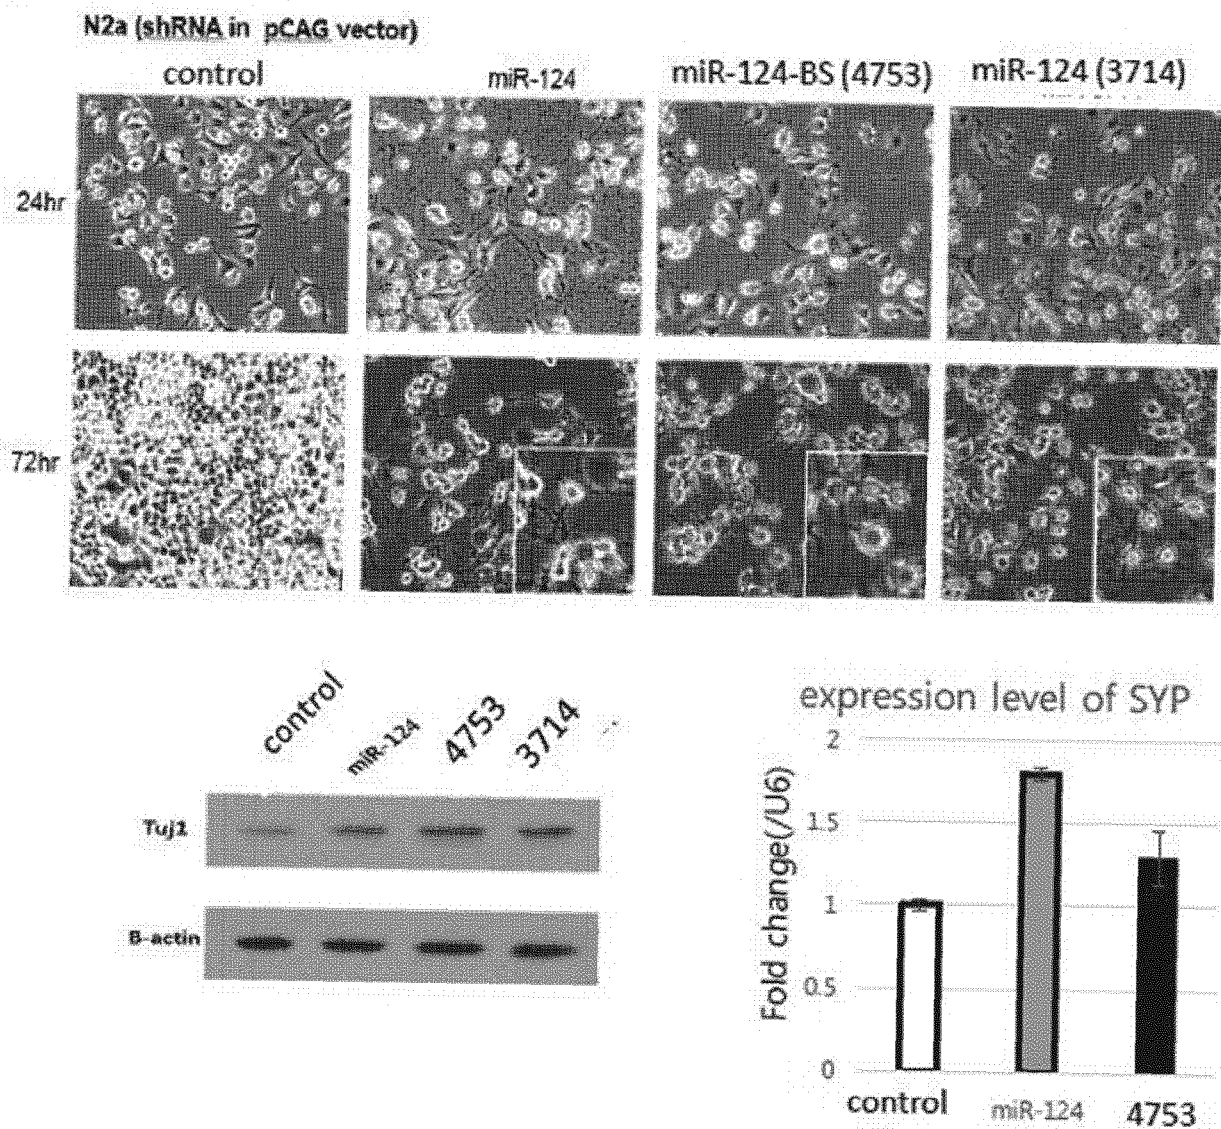 N2a (shRNA in pCAG vector)
control miR-124 miR-124-BS (4753) miR-124 (3714)
24hr
72hr
control miR-124 4753 3714
Tuj1
B-actin
expression level of SYP
Fold change(/U6)
2
1.5
1
0.5
0
control miR-124 4753